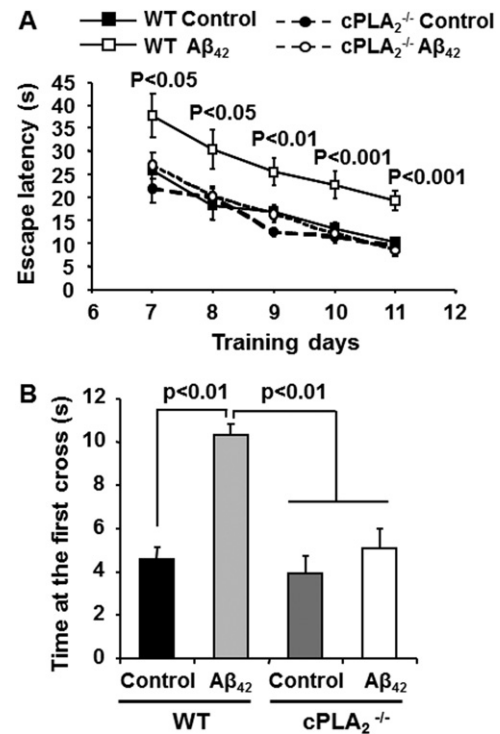 A
WT Control
cPLA₂⁻/⁻ Control
WT Aβ₄₂
cPLA₂⁻/⁻ Aβ₄₂
Escape latency (s)
45
40
35
30
25
20
15
10
5
0
P<0.05
P<0.05
P<0.01
P<0.001
P<0.001
6 7 8 9 10 11 12
Training days
B
Time at the first cross (s)
12
10
8
6
4
2
0
p<0.01 p<0.01
Control Aβ₄₂ Control Aβ₄₂
WT cPLA₂ ⁻/⁻